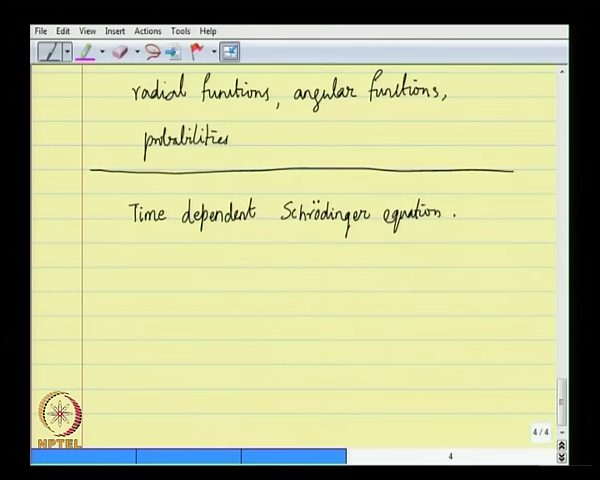 File Edit View Insert Actions Tools Help
radial functions, angular functions,
probabilities
Time dependent Schrödinger equation.
NPTEL
4/4
4